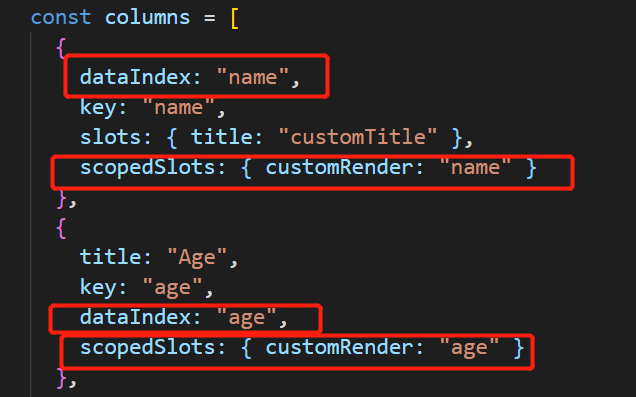 const columns = [
{
dataIndex: "name",
key: "name",
slots: { title: "customTitle" },
scopedSlots: { customRender: "name" }
},
{
title: "Age",
key: "age",
dataIndex: "age",
scopedSlots: { customRender: "age" }
},